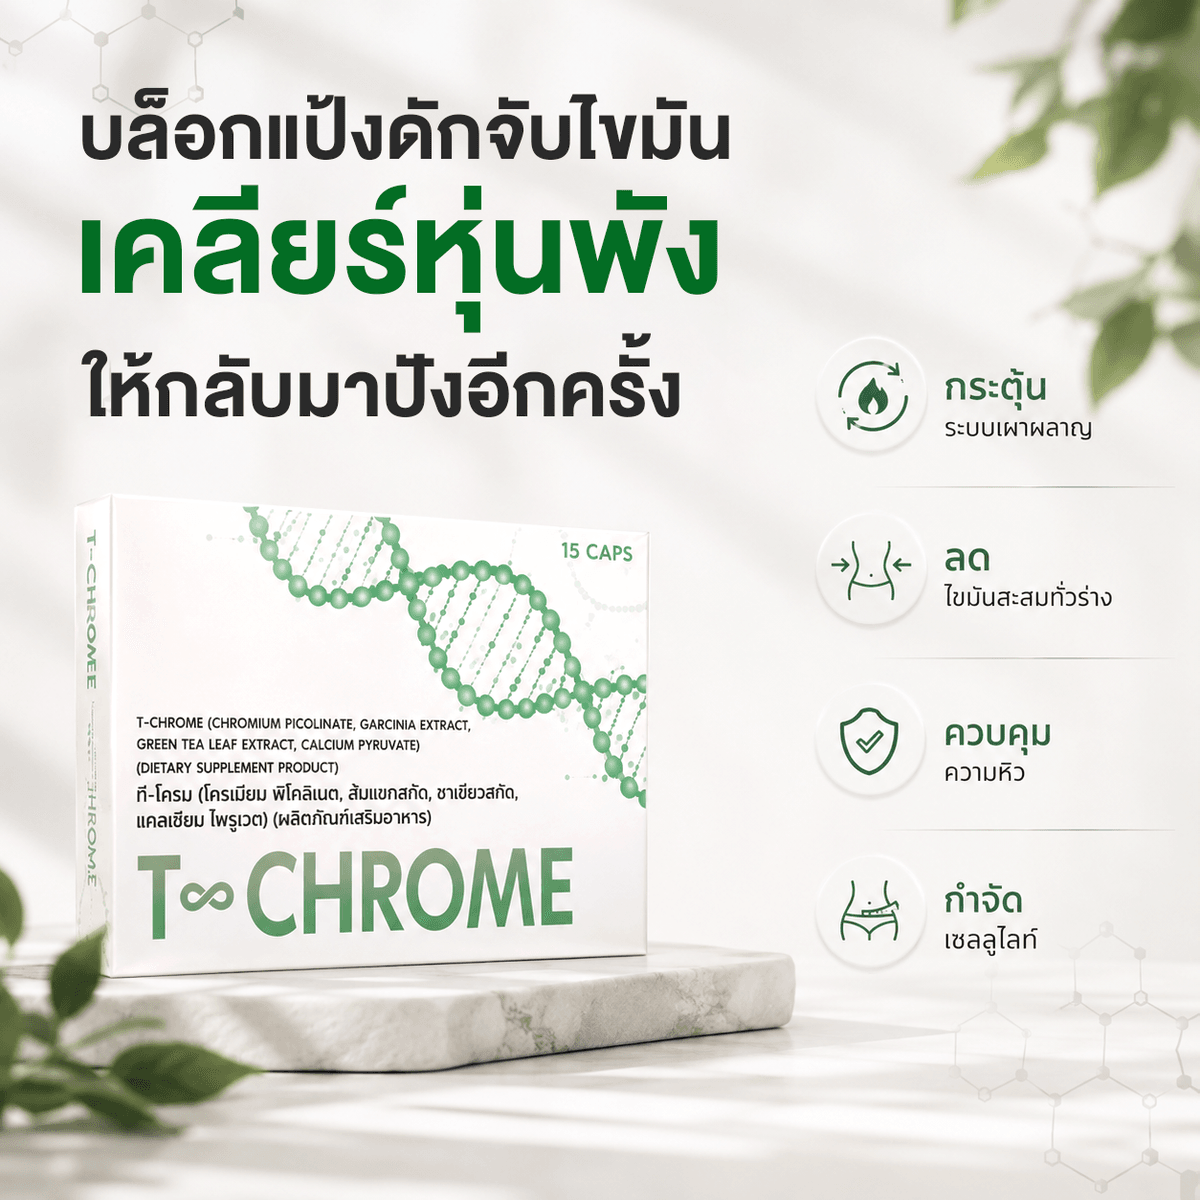 บล็อกแป้งดักจับไขมัน
เคลียร์หุ่นพัง
ให้กลับมาปังอีกครั้ง
กระตุ้น
ระบบเผาผลาญ
ลด
ไขมันสะสมทั่วร่าง
ควบคุม
ความหิว
กำจัด
เซลลูไลท์
15 CAPS
T-CHROME (CHROMIUM PICOLINATE, GARCINIA EXTRACT,
GREEN TEA LEAF EXTRACT, CALCIUM PYRUVATE)
(DIETARY SUPPLEMENT PRODUCT)
ที-โครม (โครเมียม พิโคลิเนต, ส้มแขกสกัด, ชาเขียวสกัด,
แคลเซียม ไพรูเวต) (ผลิตภัณฑ์เสริมอาหาร)
T∞CHROME